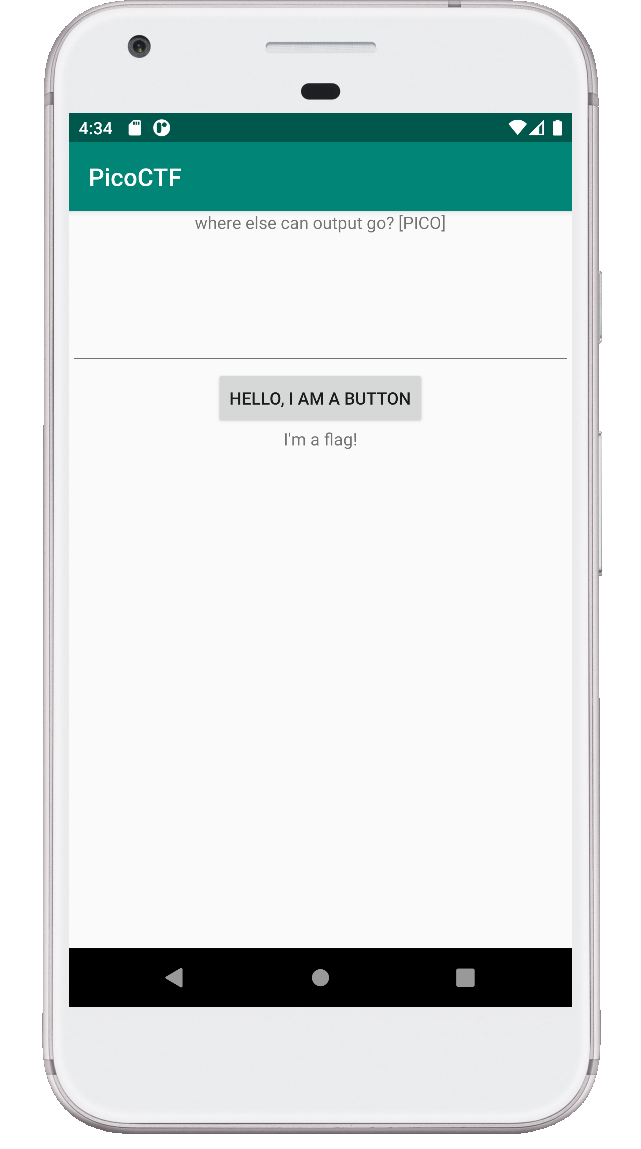 4:34
PicoCTF
where else can output go? [PICO]
HELLO, I AM A BUTTON
I'm a flag!